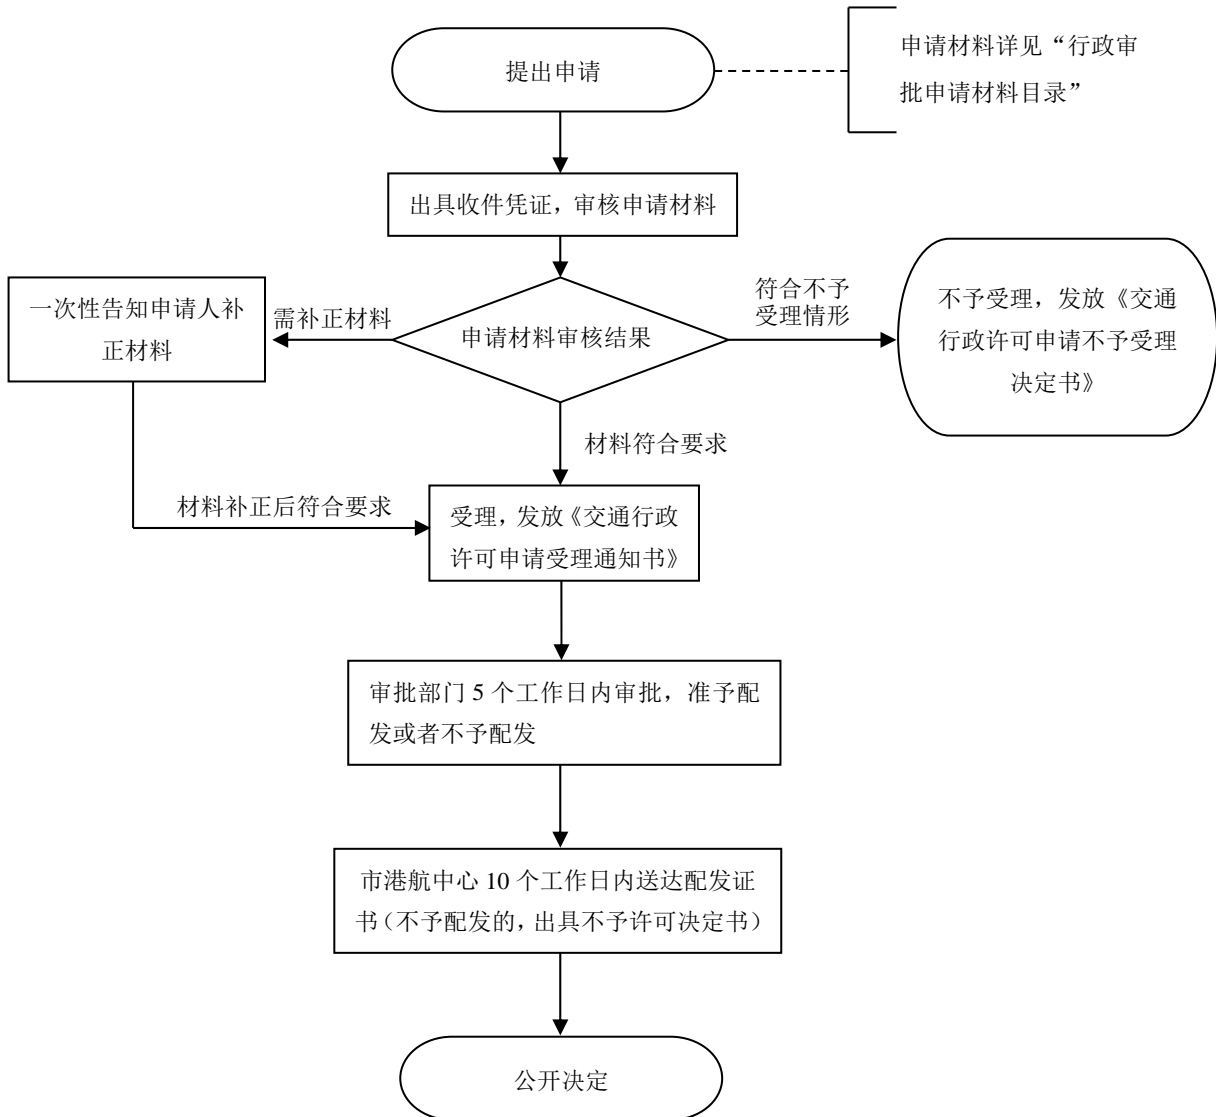 提出申请
申请材料详见“行政审
批申请材料目录”
出具收件凭证，审核申请材料
一次性告知申请人补
正材料
需补正材料
申请材料审核结果
符合不予
受理情形
不予受理，发放《交通
行政许可申请不予受理
决定书》
材料符合要求
材料补正后符合要求
受理，发放《交通行政
许可申请受理通知书》
审批部门 5 个工作日内审批，准予配
发或者不予配发
市港航中心 10 个工作日内送达配发证
书（不予配发的，出具不予许可决定书）
公开决定